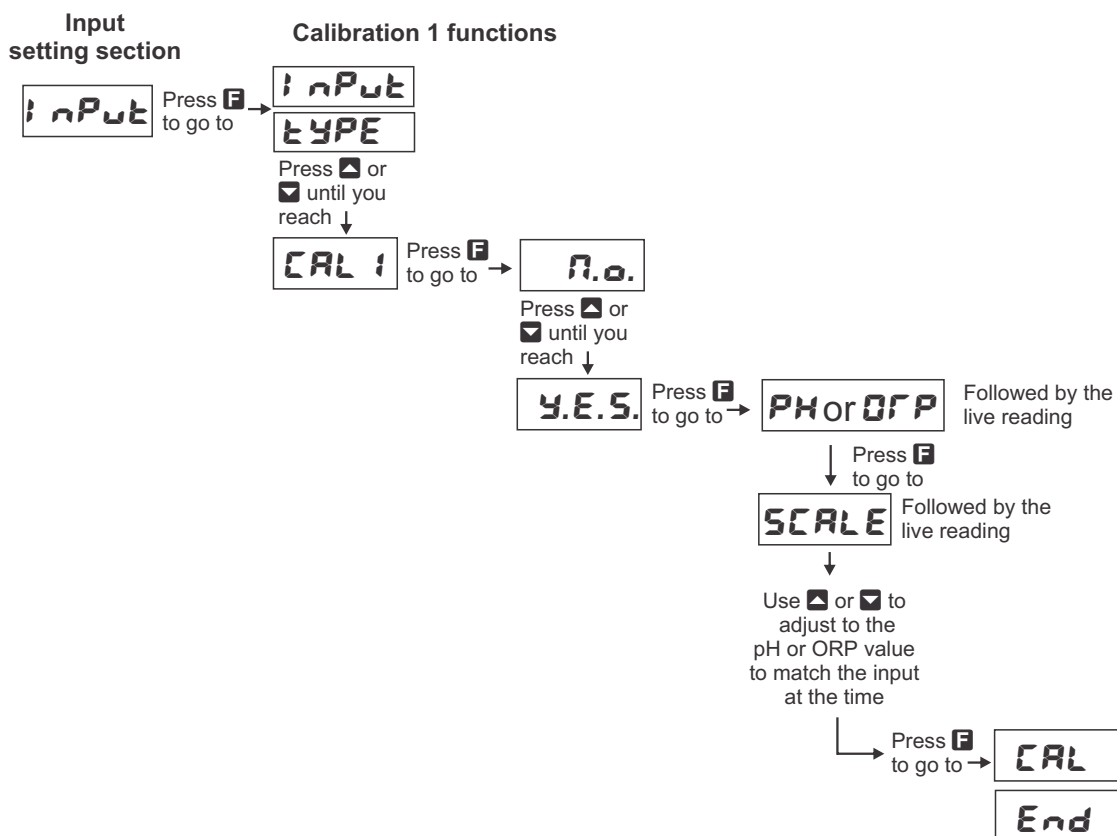 Input
setting section
Calibration 1 functions
InPut
Press F
to go to
InPut
tYPE
Press ▲ or
▼ until you
reach
CAL 1
Press F
to go to
n.o.
Press ▲ or
▼ until you
reach
Y.E.S.
Press F
to go to
PH or OrP
Followed by the
live reading
Press F
to go to
SCALE
Followed by the
live reading
Use ▲ or ▼ to
adjust to the
pH or ORP value
to match the input
at the time
Press F
to go to
CAL
End